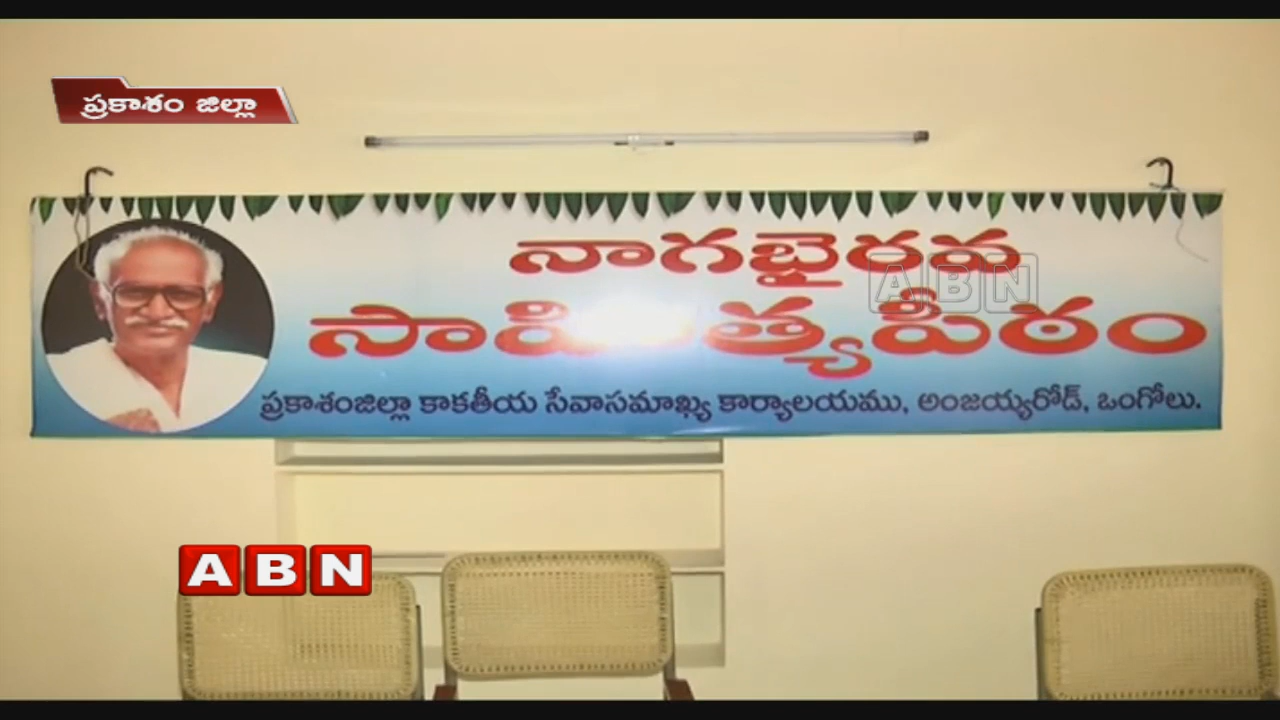 ప్రకాశం జిల్లా
నాగభైరవ
సాహిత్యపీఠం
ABN
ప్రకాశంజిల్లా కాకతీయ సేవాసమాఖ్య కార్యాలయము, అంజయ్యరోడ్, ఒంగోలు.
ABN